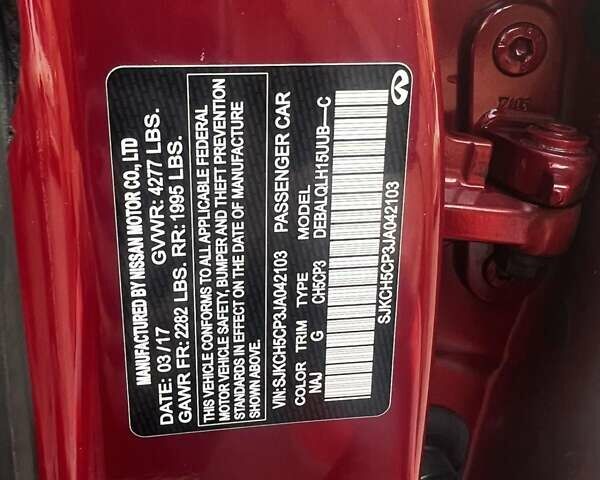 MANUFACTURED BY NISSAN MOTOR CO., LTD
DATE: 03 / 17 GVWR: 4277 LBS.
GAWR FR: 2282 LBS. RR: 1995 LBS.
THIS VEHICLE CONFORMS TO ALL APPLICABLE FEDERAL
MOTOR VEHICLE SAFETY, BUMPER AND THEFT PREVENTION
STANDARDS IN EFFECT ON THE DATE OF MANUFACTURE
SHOWN ABOVE.
VIN:SJKCH5CP3JA042103 PASSENGER CAR
COLOR TRIM TYPE MODEL
NAJ G CH5CP3 DEBALQLH15UUB--C
SJKCH5CP3JA042103